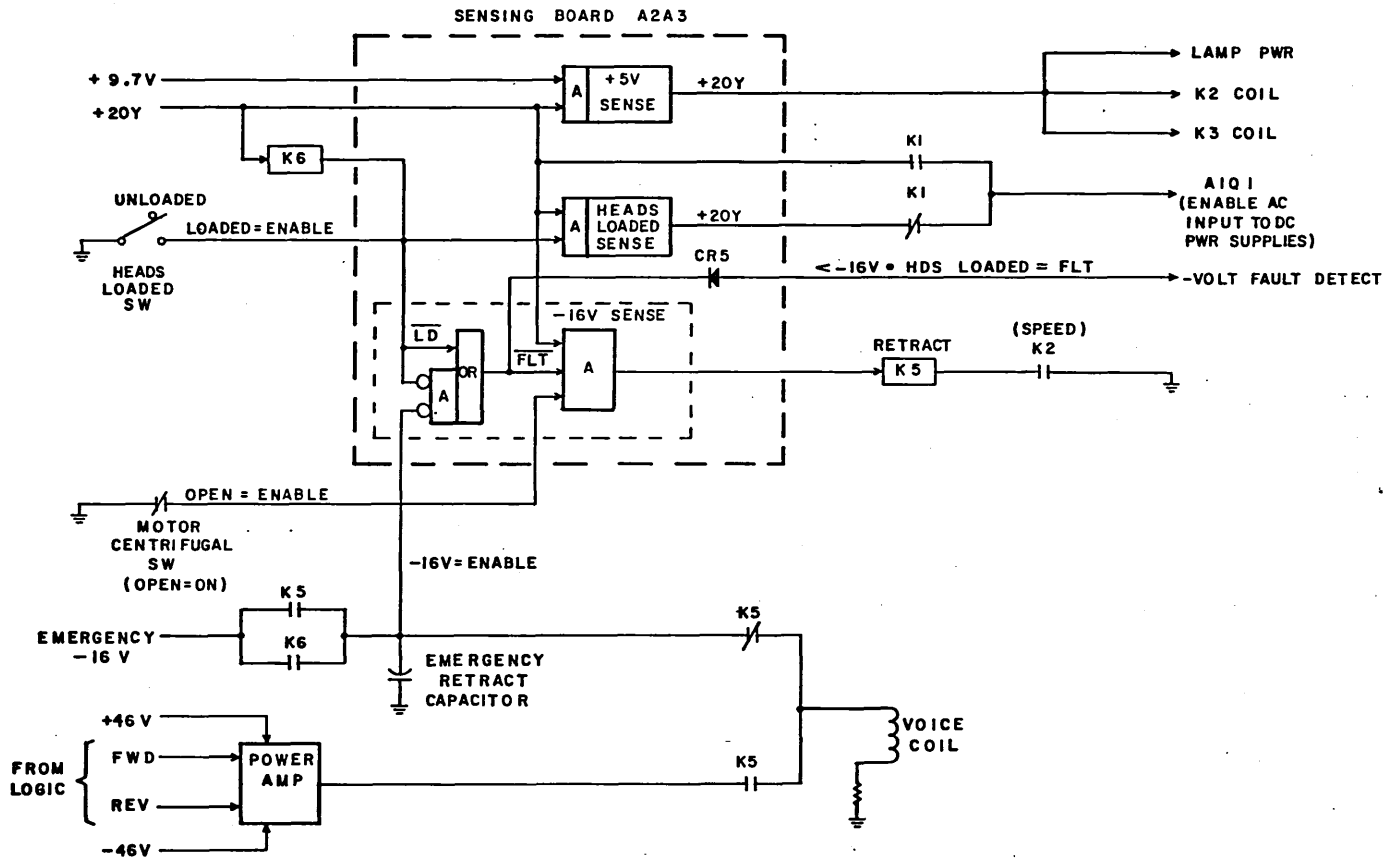 SENSING BOARD A2A3
+ 9.7V
+20Y
A
+5V
SENSE
+20Y
LAMP PWR
K2 COIL
K3 COIL
K6
K1
K1
UNLOADED
LOADED=ENABLE
HEADS
LOADED
SW
A
HEADS
LOADED
SENSE
+20Y
A1Q1
(ENABLE AC
INPUT TO DC
PWR SUPPLIES)
CR5
<-16V • HDS LOADED = FLT
-VOLT FAULT DETECT
-16V SENSE
LD
OR
A
FLT
A
RETRACT
K5
(SPEED)
K2
OPEN = ENABLE
MOTOR
CENTRIFUGAL
SW
(OPEN=ON)
-16V=ENABLE
K5
K6
EMERGENCY
-16 V
K5
EMERGENCY
RETRACT
CAPACITOR
+46 V
FROM
LOGIC
FWD
REV
-46V
POWER
AMP
K5
VOICE
COIL